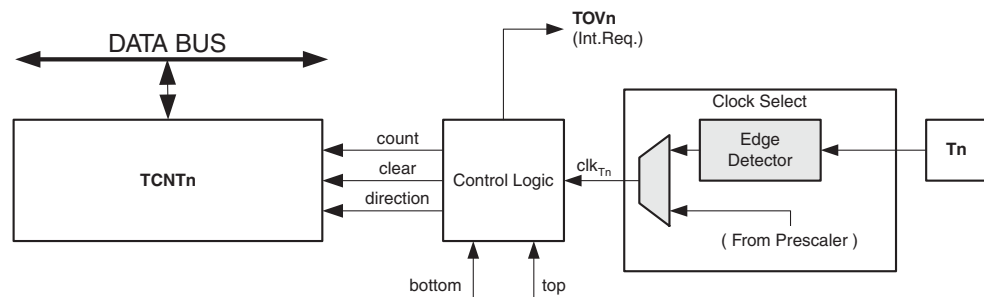 TOVn
(Int.Req.)
DATA BUS
Clock Select
count
Edge
Detector
Tn
TCNTn
clear
Control Logic
clkTn
direction
( From Prescaler )
bottom
top